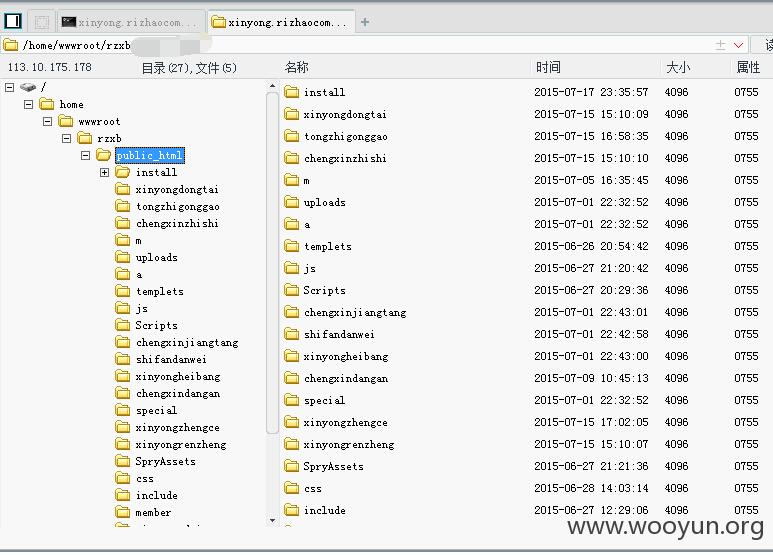 xinyong.rizhaocom...
xinyong.rizhaocom...
/home/wwwroot/rzxb
113.10.175.178 目录(27),文件(5) 名称 时间 大小 属性
/
home
wwwroot
rzxb
public_html
install
xinyongdongtai
tongzhigonggao
chengxinzhishi
m
uploads
a
templets
js
Scripts
chengxinjiangtang
shifandanwei
xinyongheibang
chengxindangan
special
xinyongzhengce
xinyongrenzheng
SpryAssets
css
include
member
install 2015-07-17 23:35:57 4096 0755
xinyongdongtai 2015-07-15 15:10:09 4096 0755
tongzhigonggao 2015-07-15 16:58:35 4096 0755
chengxinzhishi 2015-07-15 15:10:10 4096 0755
m 2015-07-05 16:35:45 4096 0755
uploads 2015-07-01 22:32:52 4096 0755
a 2015-07-01 22:32:52 4096 0755
templets 2015-06-26 20:54:42 4096 0755
js 2015-06-27 21:20:42 4096 0755
Scripts 2015-06-27 20:29:36 4096 0755
chengxinjiangtang 2015-07-01 22:43:01 4096 0755
shifandanwei 2015-07-01 22:42:58 4096 0755
xinyongheibang 2015-07-01 22:43:00 4096 0755
chengxindangan 2015-07-09 10:45:13 4096 0755
special 2015-07-01 22:32:52 4096 0755
xinyongzhengce 2015-07-15 17:02:05 4096 0755
xinyongrenzheng 2015-07-15 15:10:07 4096 0755
SpryAssets 2015-06-27 21:21:36 4096 0755
css 2015-06-28 14:03:14 4096 0755
include 2015-06-27 12:29:06 4096 0755
www.wooyun.org